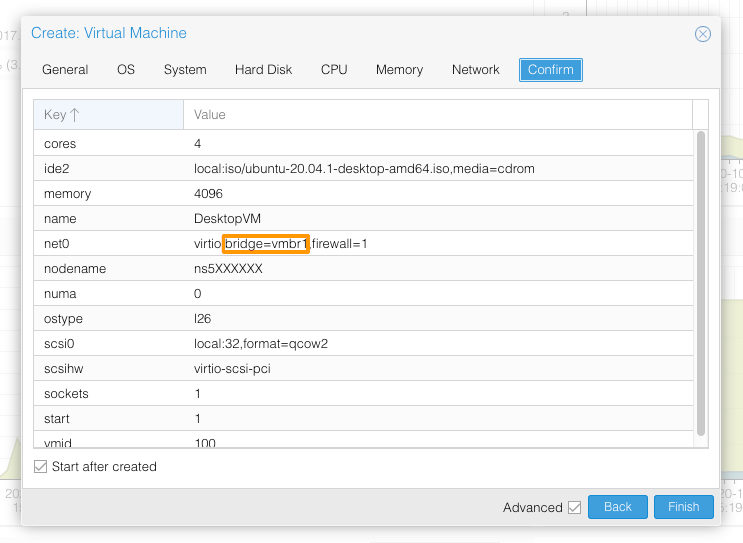 Create: Virtual Machine
General OS System Hard Disk CPU Memory Network Confirm
Key Value
cores 4
ide2 local:iso/ubuntu-20.04.1-desktop-amd64.iso,media=cdrom
memory 4096
name DesktopVM
net0 virtio,bridge=vmbr1,firewall=1
nodename ns5XXXXXX
numa 0
ostype l26
scsi0 local:32,format=qcow2
scsihw virtio-scsi-pci
sockets 1
start 1
vmid 100
Start after created
Advanced Back Finish